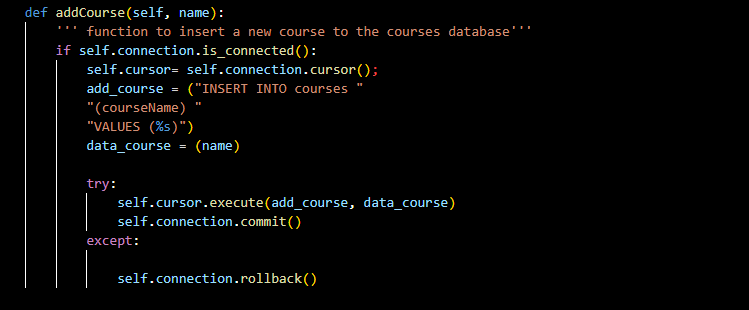 def addCourse(self, name):
    ''' function to insert a new course to the courses database'''
    if self.connection.is_connected():
        self.cursor= self.connection.cursor();
        add_course = ("INSERT INTO courses "
        "(courseName) "
        "VALUES (%s)")
        data_course = (name)
        try:
            self.cursor.execute(add_course, data_course)
            self.connection.commit()
        except:
            self.connection.rollback()